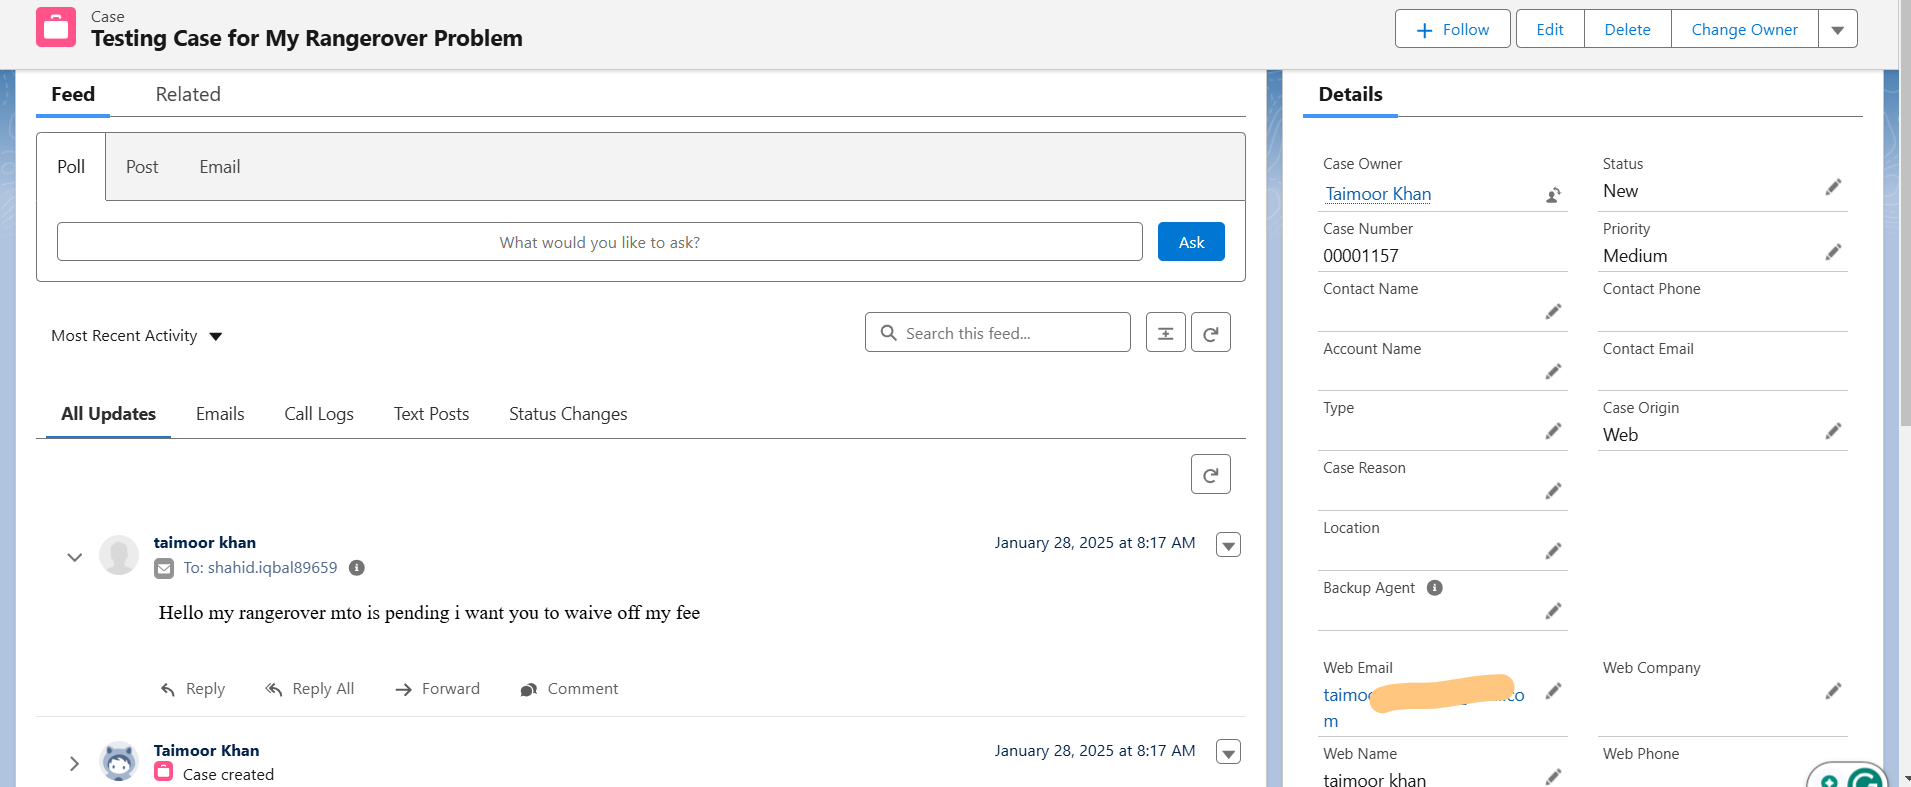 Case
Testing Case for My Rangerover Problem
Follow
Edit
Delete
Change Owner
Feed
Related
Poll
Post
Email
What would you like to ask?
Ask
Most Recent Activity
Search this feed...
All Updates
Emails
Call Logs
Text Posts
Status Changes
taimoor khan
January 28, 2025 at 8:17 AM
To: shahid.iqbal89659
Hello my rangerover mto is pending i want you to waive off my fee
Reply
Reply All
Forward
Comment
Taimoor Khan
January 28, 2025 at 8:17 AM
Case created
Details
Case Owner
Taimoor Khan
Status
New
Case Number
00001157
Priority
Medium
Contact Name
Contact Phone
Account Name
Contact Email
Type
Case Origin
Web
Case Reason
Location
Backup Agent
Web Email
Web Company
Web Name
taimoor khan
Web Phone